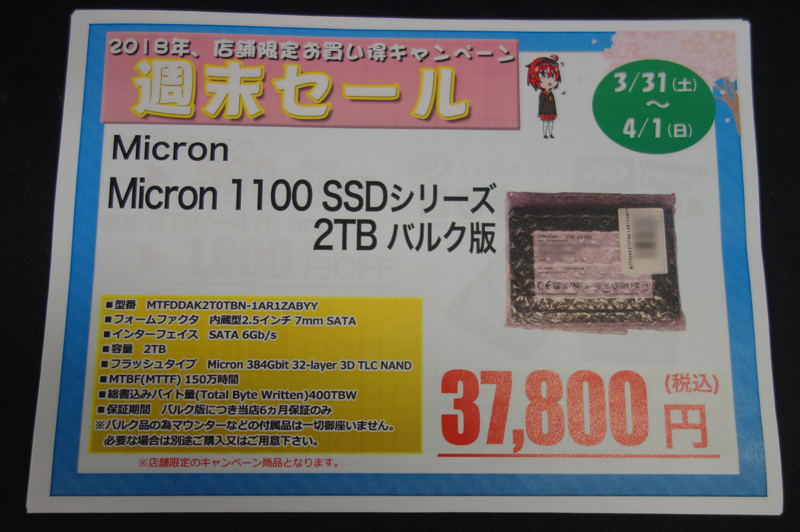 2018年、店舗限定お買い得キャンペーン
週末セール
3/31(土)
～
4/1(日)
Micron
Micron 1100 SSDシリーズ
2TB バルク版
■型番 MTFDDAK2T0TBN-1AR1ZABYY
■フォームファクタ 内蔵型2.5インチ 7mm SATA
■インターフェイス SATA 6Gb/s
■容量 2TB
■フラッシュタイプ Micron 384Gbit 32-layer 3D TLC NAND
■MTBF(MTTF) 150万時間
■総書込みバイト量(Total Byte Written)400TBW
■保証期間 バルク版につき当店6ヵ月保証のみ
※バルク品の為マウンターなどの付属品は一切御座いません。
必要な場合は別途ご購入又はご用意下さい。
※店舗限定のキャンペーン商品となります。
37,800円
(税込)